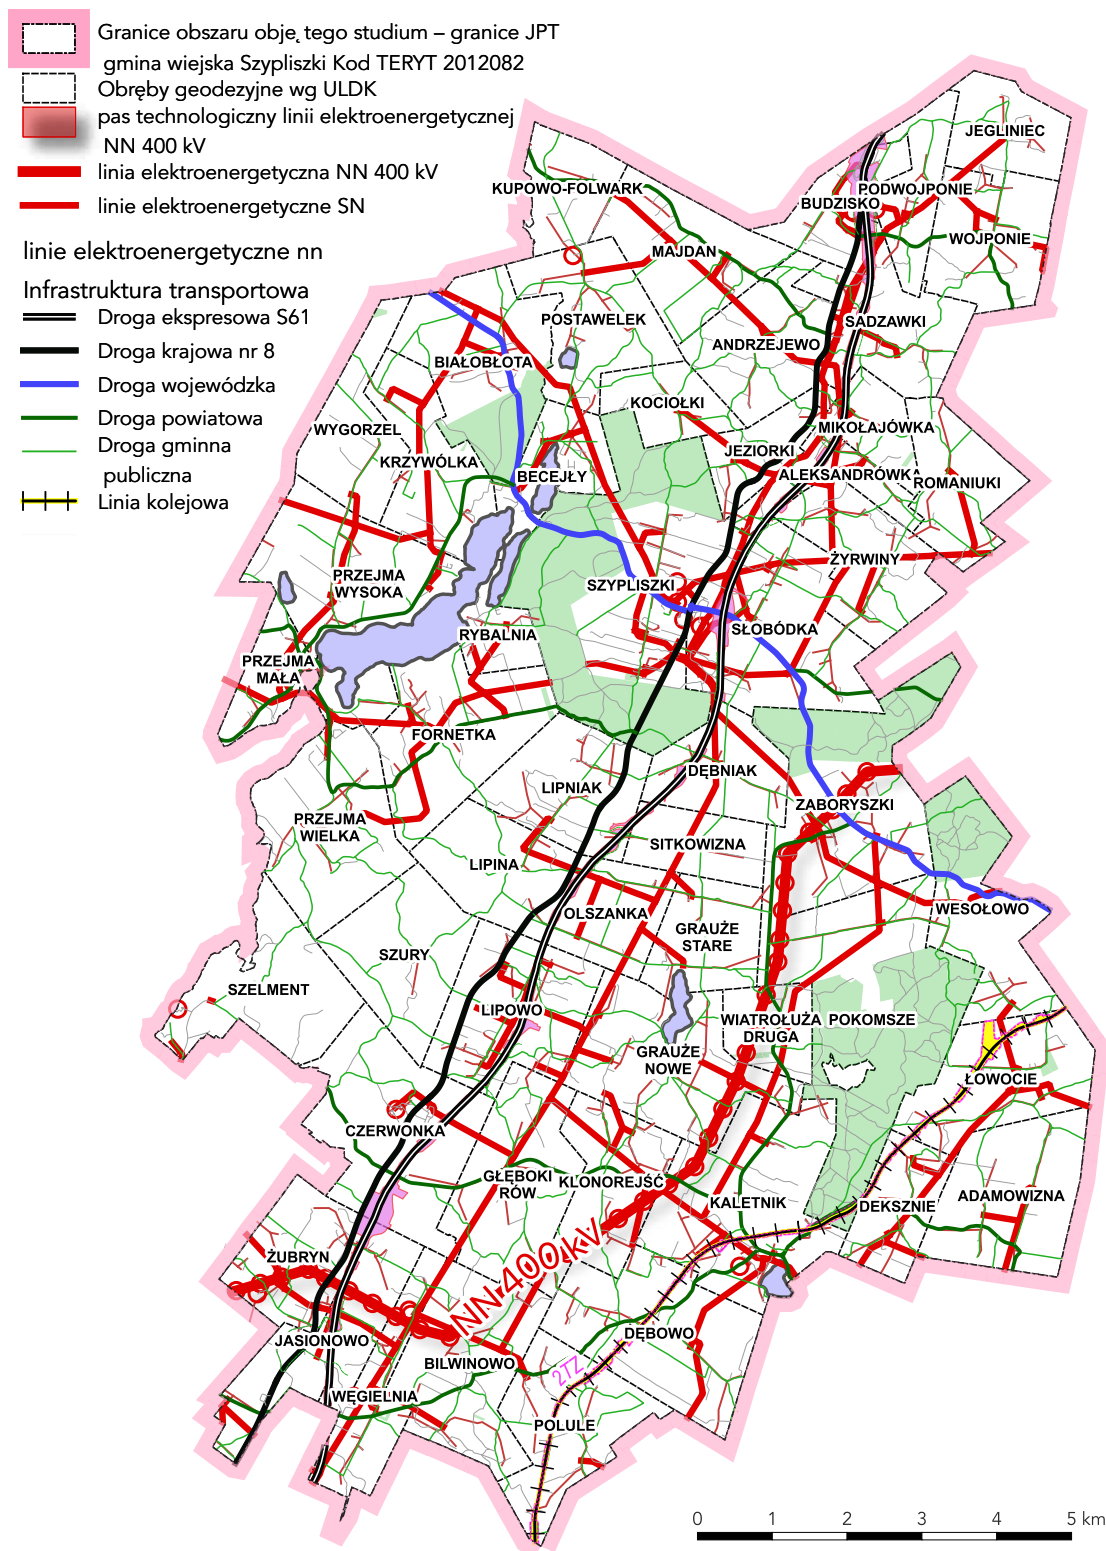 Granice obszaru objętego studium – granice JPT
gmina wiejska Szypliszki Kod TERYT 2012082
Obręby geodezyjne wg ULDK
pas technologiczny linii elektroenergetycznej
NN 400 kV
linia elektroenergetyczna NN 400 kV
linie elektroenergetyczne SN
linie elektroenergetyczne nn
Infrastruktura transportowa
Droga ekspresowa S61
Droga krajowa nr 8
Droga wojewódzka
Droga powiatowa
Droga gminna
publiczna
Linia kolejowa
JEGLINIEC
KUPOWO-FOLWARK
PODWOJPONIE
BUDZISKO
WOJPONIE
MAJDAN
POSTAWELEK
SADZAWKI
ANDRZEJEWO
BIAŁOBŁOTA
KOCIOŁKI
WYGORZEL
MIKOŁAJÓWKA
JEZIORKI
KRZYWÓLKA
BECEJŁY
ALEKSANDRÓWKA
ROMANIUKI
ŻYRWINY
PRZEJMA
WYSOKA
SZYPLISZKI
SŁOBÓDKA
RYBALNIA
PRZEJMA
MAŁA
FORNETKA
DĘBNIAK
LIPNIAK
ZABORYSZKI
PRZEJMA
WIELKA
SITKOWIZNA
LIPINA
WESOŁOWO
OLSZANKA
GRAUŻE
STARE
SZURY
SZELMENT
LIPOWO
WIATROŁUŻA
DRUGA
POKOMSZE
GRAUŻE
NOWE
ŁOWOCIE
CZERWONKA
GŁĘBOKI
RÓW
KLONOREJŚĆ
KALETNIK
DEKSZNIE
ADAMOWIZNA
NN 400 kV
ŻUBRYN
JASIONOWO
DĘBOWO
BILWINOWO
2TZ
WĘGIELNIA
POLULE
0 1 2 3 4 5 km